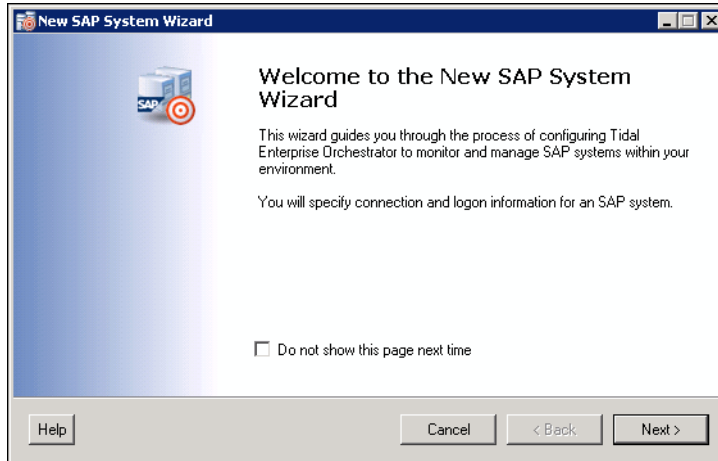 New SAP System Wizard
SAP
Welcome to the New SAP System
Wizard
This wizard guides you through the process of configuring Tidal
Enterprise Orchestrator to monitor and manage SAP systems within your
environment.
You will specify connection and logon information for an SAP system.
Do not show this page next time
Help
Cancel
< Back
Next >